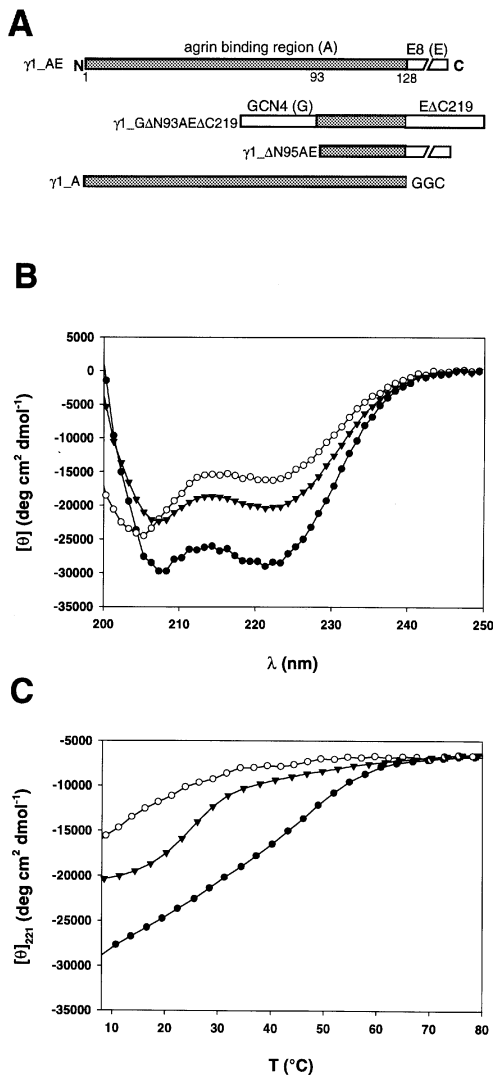 A
agrin binding region (A) E8 (E)
γ1_AE N C
1 93 128
GCN4 (G) EΔC219
γ1_GΔN93AEΔC219
γ1_ΔN95AE
γ1_A GGC
B
5000
0
-5000
-10000
-15000
-20000
-25000
-30000
-35000
[θ] (deg cm² dmol⁻¹)
200 210 220 230 240 250
λ (nm)
C
-5000
-10000
-15000
-20000
-25000
-30000
-35000
[θ]₂₂₁ (deg cm² dmol⁻¹)
10 20 30 40 50 60 70 80
T (°C)